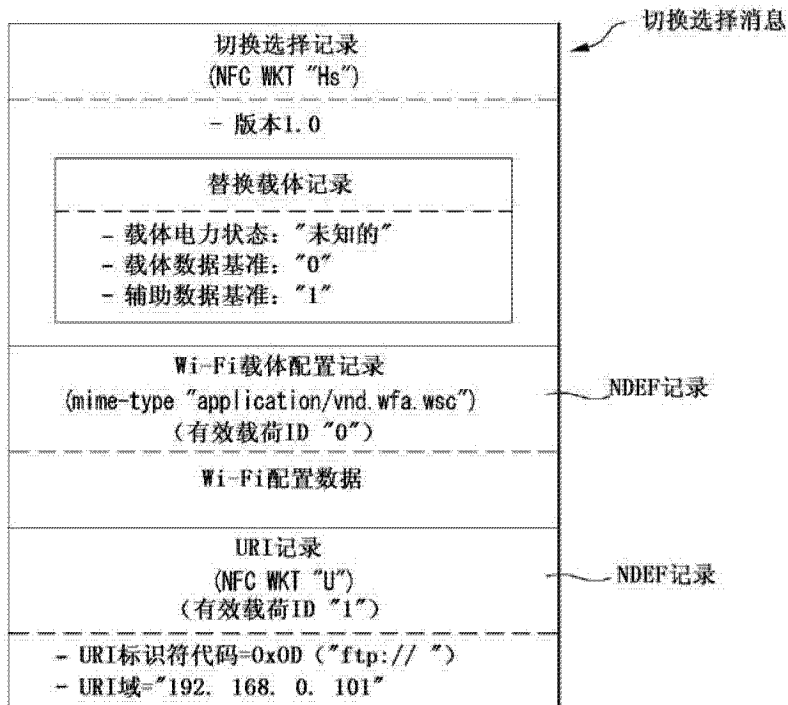 切换选择消息
切换选择记录
(NFC WKT "Hs")
- 版本1.0
替换载体记录
- 载体电力状态："未知的"
- 载体数据基准："0"
- 辅助数据基准："1"
Wi-Fi载体配置记录
(mime-type "application/vnd.wfa.wsc")
（有效载荷ID "0"）
NDEF记录
Wi-Fi配置数据
URI记录
(NFC WKT "U")
（有效载荷ID "1"）
NDEF记录
- URI标识符代码=0x0D（"ftp:// "）
- URI域="192. 168. 0. 101"